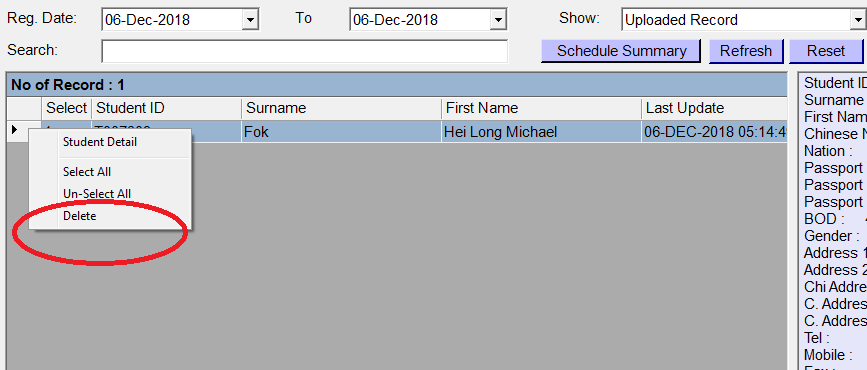 Reg. Date: 06-Dec-2018 To 06-Dec-2018 Show: Uploaded Record
Search: Schedule Summary Refresh Reset
No of Record : 1
Select Student ID Surname First Name Last Update
Fok Hei Long Michael 06-DEC-2018 05:14:4
Student Detail
Select All
Un-Select All
Delete
Student ID
Surname
First Nam
Chinese N
Nation :
Passport
Passport
Passport
BOD :
Gender :
Address 1
Address 2
Chi Addre
C. Addres
C. Addres
Tel :
Mobile :